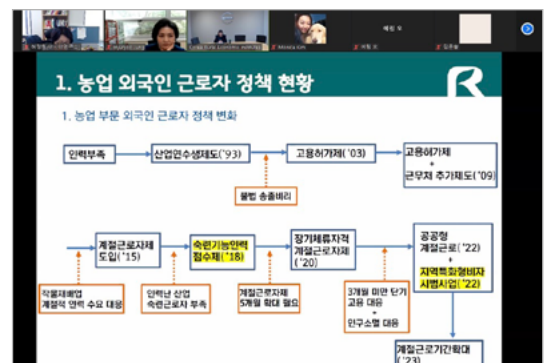 예린 오
1. 농업 외국인 근로자 정책 현황
1. 농업 부문 외국인 근로자 정책 변화
인력부족
산업연수생제도('93)
고용허가제('03)
고용허가제
+
근무처 추가제도('09)
불법 송출비리
계절근로자제
도입('15)
숙련기능인력
점수제('18)
장기체류자격
계절근로자제
('20)
공공형
계절근로('22)
+
지역특화형비자
시범사업('22)
작물재배업
계절적 인력 수요 대응
인력난 산업
숙련근로자 부족
계절근로자제
5개월 확대 필요
3개월 미만 단기
고용 대응
+
인구소멸 대응
계절근로기간확대
('23)